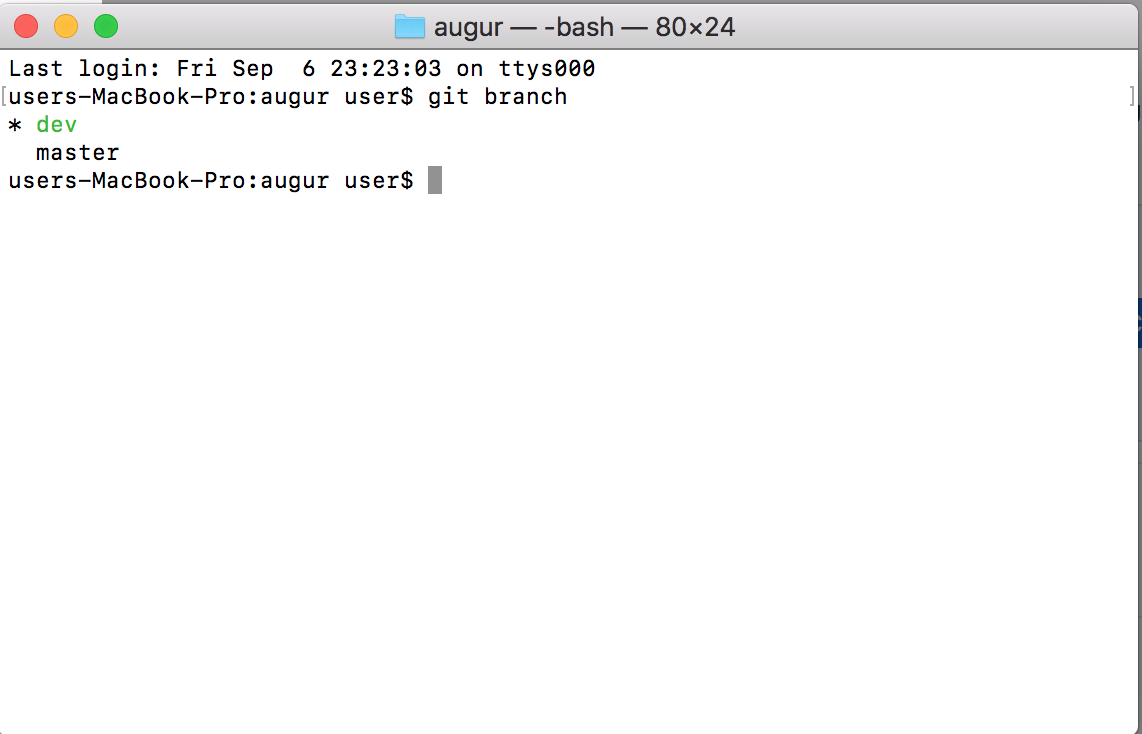 augur — -bash — 80×24
Last login: Fri Sep  6 23:23:03 on ttys000
[users-MacBook-Pro:augur user$ git branch ]
* dev
  master
users-MacBook-Pro:augur user$